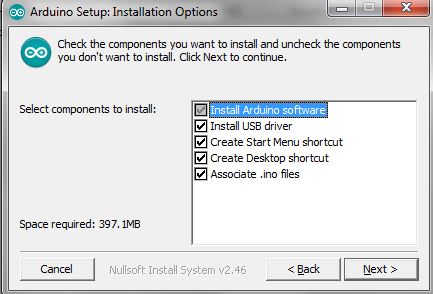 Arduino Setup: Installation Options
Check the components you want to install and uncheck the components
you don't want to install. Click Next to continue.
Select components to install:
Install Arduino software
Install USB driver
Create Start Menu shortcut
Create Desktop shortcut
Associate .ino files
Space required: 397.1MB
Cancel
Nullsoft Install System v2.46
< Back
Next >